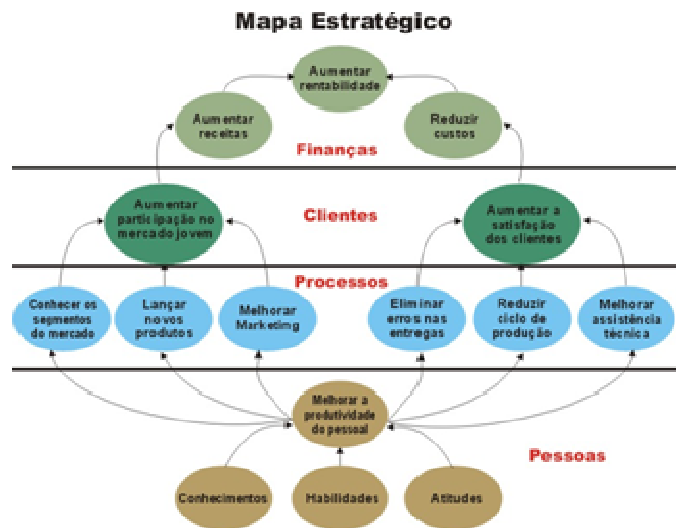 Mapa Estratégico
Aumentar
rentabilidade
Aumentar
receitas
Reduzir
custos
Finanças
Aumentar
participação no
mercado jovem
Clientes
Aumentar a
satisfação
dos clientes
Processos
Conhecer os
segmentos
do mercado
Lançar
novos
produtos
Melhorar
Marketimg
Eliminar
erros nas
entregas
Reduzir
ciclo de
produção
Melhorar
assistência
técnica
Melhorar a
produtividade
do pessoal
Pessoas
Conhecimentos
Habilidades
Atitudes